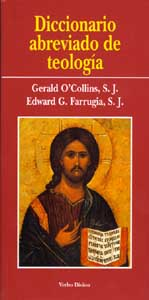 Diccionario
abreviado de
teología
Gerald O'Collins, S. J.
Edward G. Farrugia, S. J.
Verbo Divino